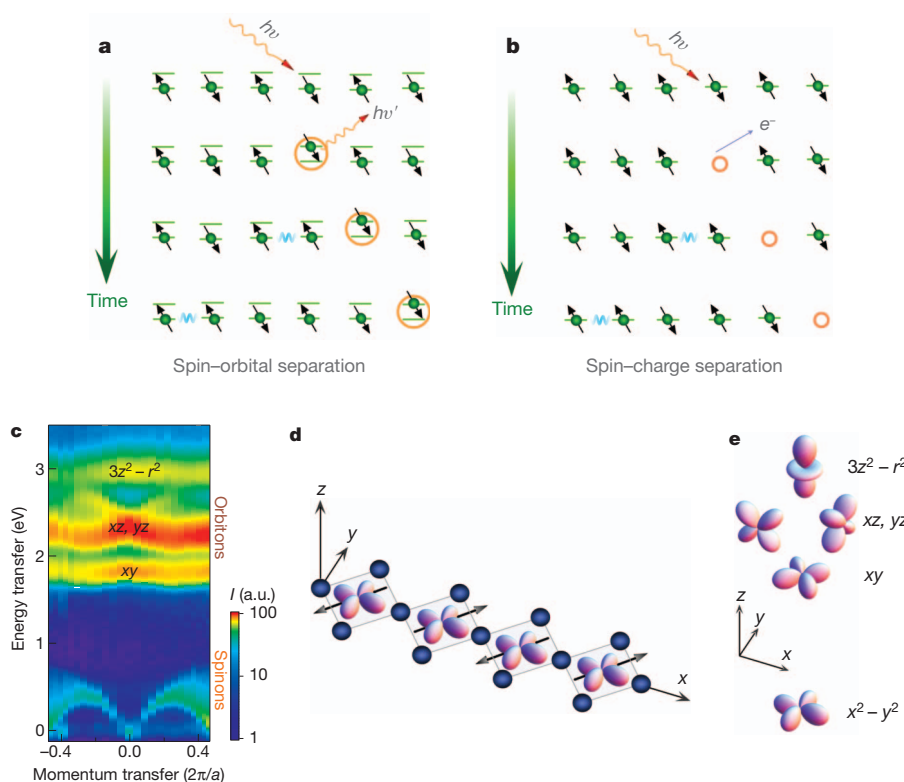 a
hν
hν'
Time
Spin–orbital separation
b
hν
e⁻
Time
Spin–charge separation
c
3z² – r²
xz, yz
xy
Energy transfer (eV)
3
2
1
0
–0.4
0.0
0.4
Momentum transfer (2π/a)
Orbitons
Spinons
I (a.u.)
100
10
1
d
z
y
x
e
3z² – r²
xz, yz
xy
z
y
x
x² – y²